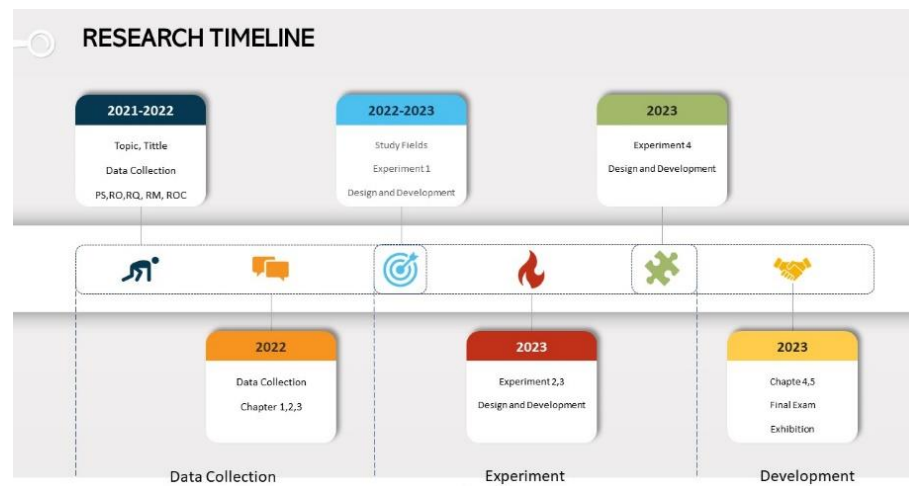 RESEARCH TIMELINE
2021-2022
Topic, Tittle
Data Collection
PS,RO,RQ, RM, ROC
2022-2023
Study Fields
Experiment 1
Design and Development
2023
Experiment 4
Design and Development
2022
Data Collection
Chapter 1,2,3
2023
Experiment 2,3
Design and Development
2023
Chapte 4,5
Final Exam
Exhibition
Data Collection
Experiment
Development